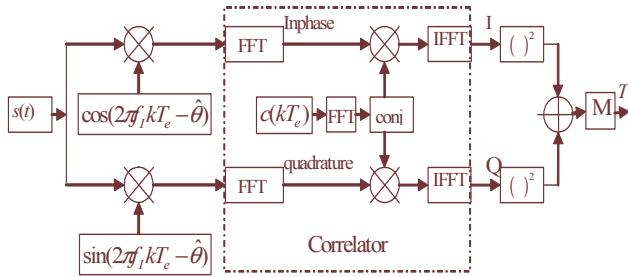 Inphase
I
FFT
IFFT
( )²
s(t)
cos(2πf_I kT_e − θ̂)
c(kT_e)
FFT
conj
M
T
quadrature
Q
FFT
IFFT
( )²
sin(2πf_I kT_e − θ̂)
Correlator